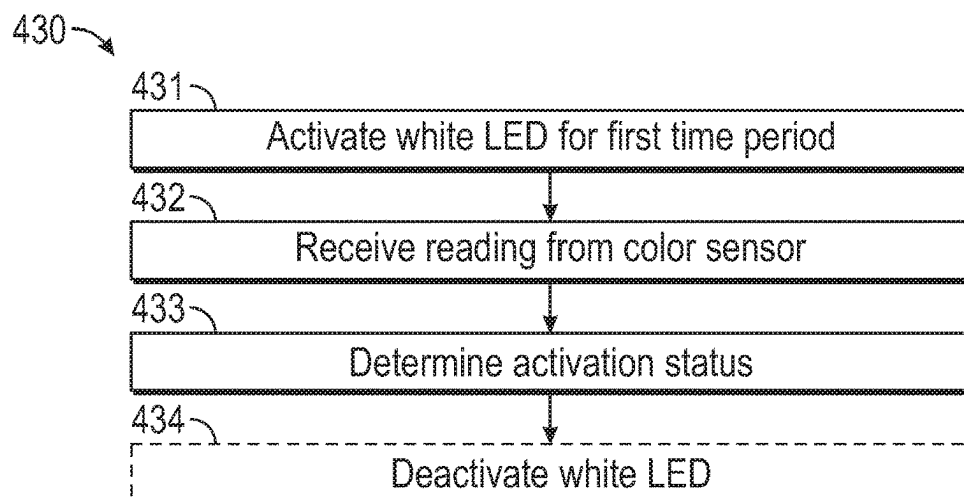 430
431
Activate white LED for first time period
432
Receive reading from color sensor
433
Determine activation status
434
Deactivate white LED